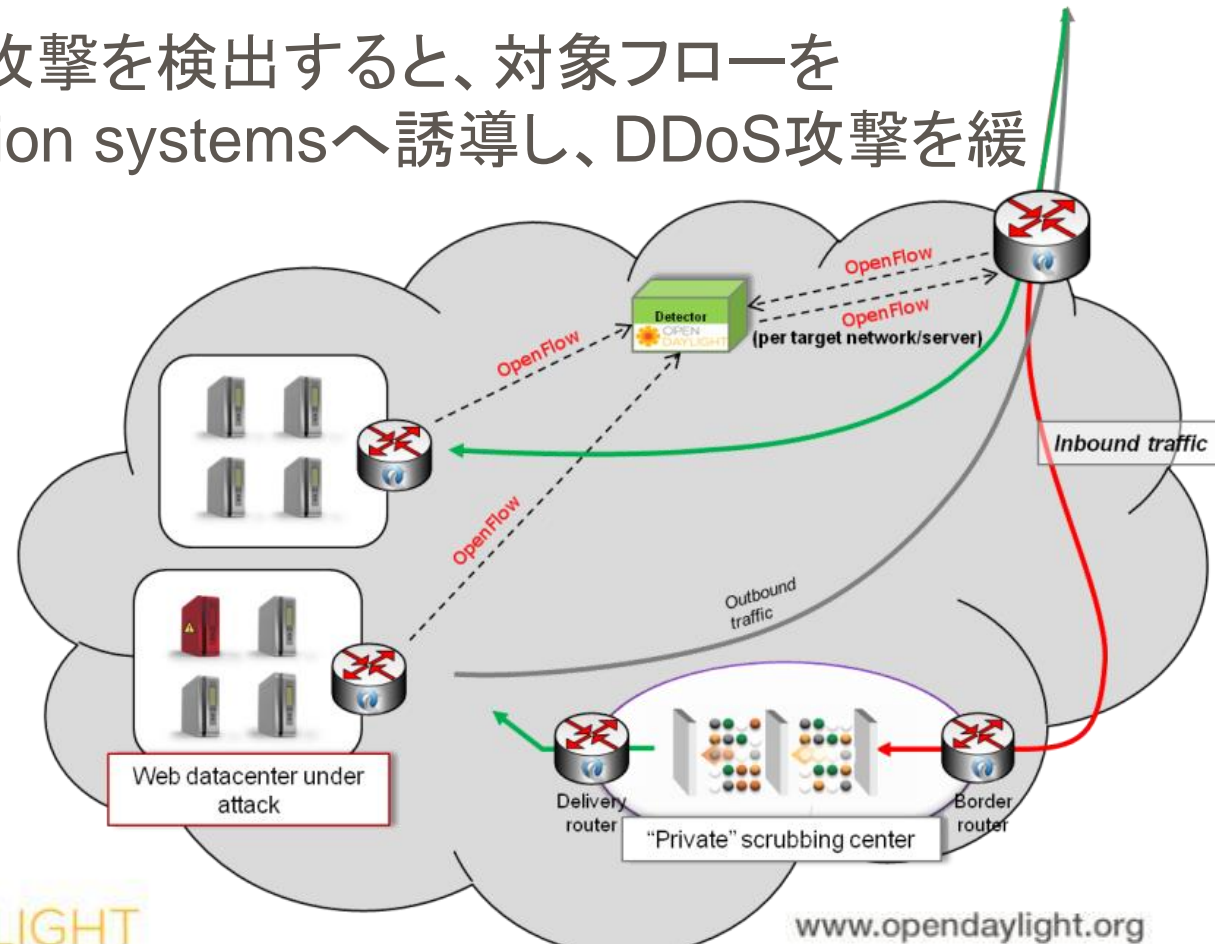 攻撃を検出すると、対象フローを
ion systemsへ誘導し、DDoS攻撃を緩
OpenFlow
OpenFlow
Detector
OPEN
DAYLIGHT
(per target network/server)
OpenFlow
Inbound traffic
OpenFlow
Outbound
traffic
Web datacenter under
attack
Delivery
router
Border
router
"Private" scrubbing center
LIGHT
www.opendaylight.org